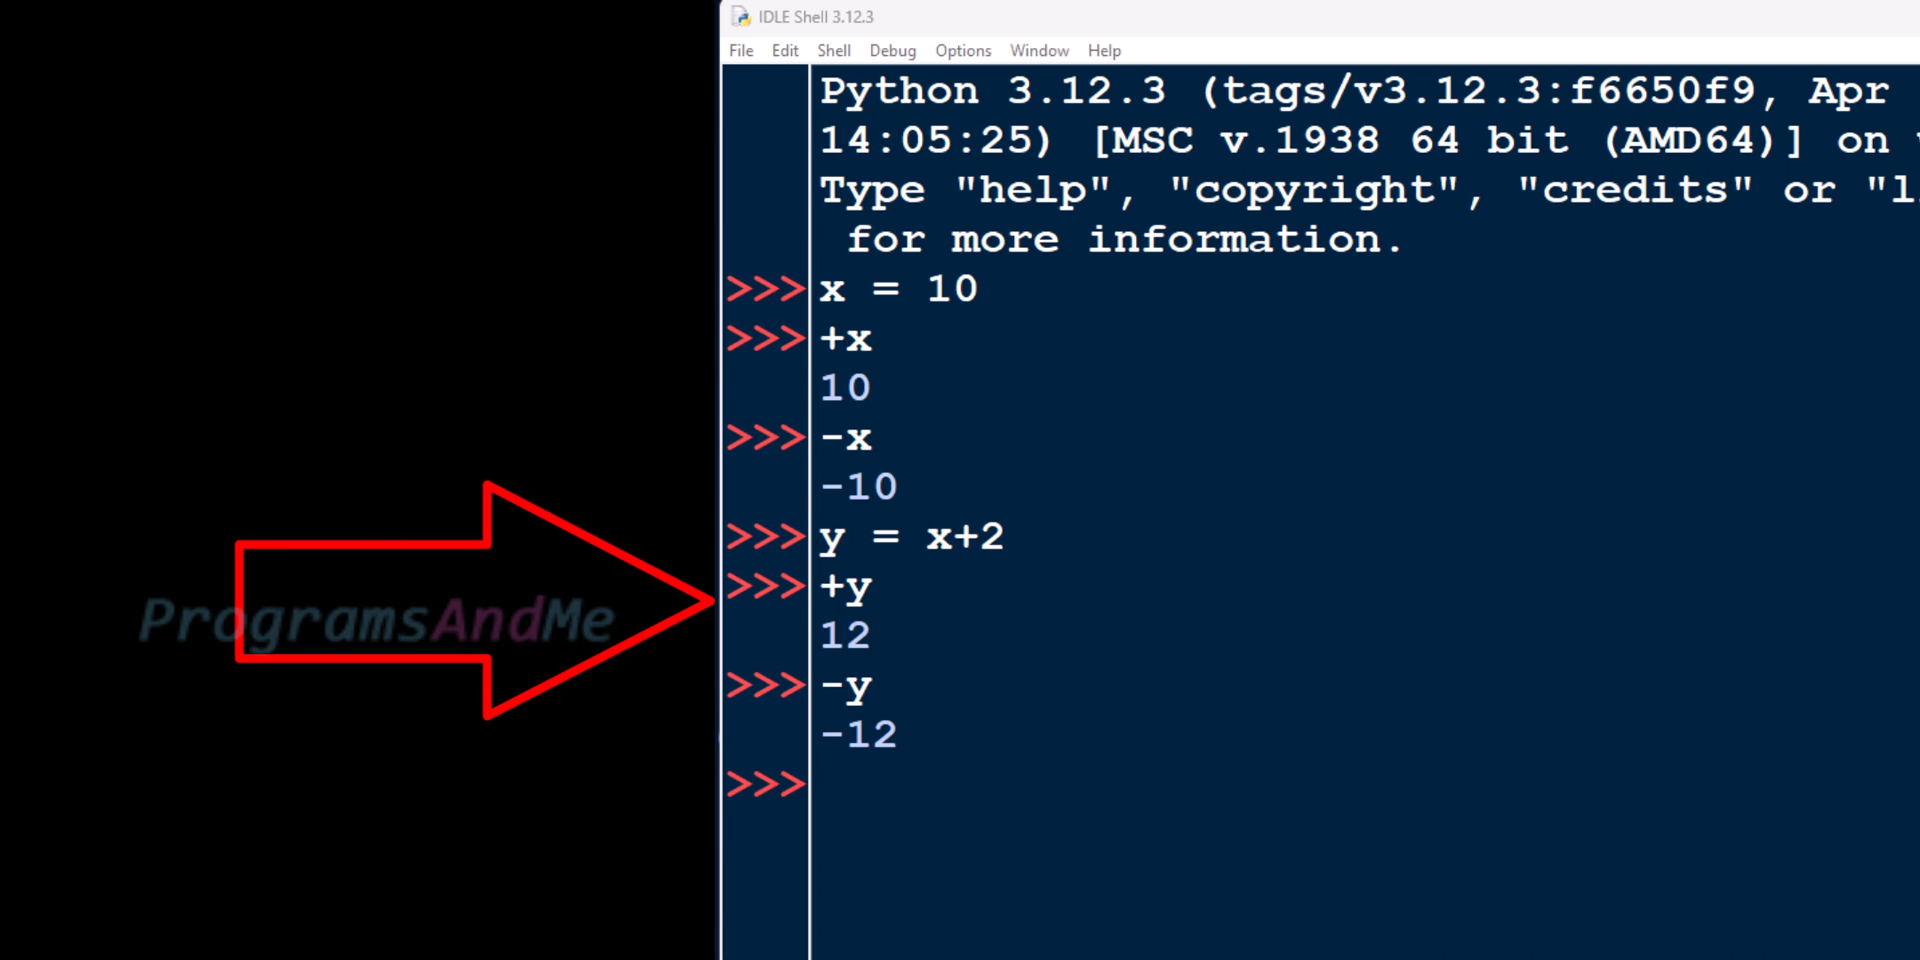 IDLE Shell 3.12.3
File Edit Shell Debug Options Window Help
Python 3.12.3 (tags/v3.12.3:f6650f9, Apr
14:05:25) [MSC v.1938 64 bit (AMD64)] on
Type "help", "copyright", "credits" or
for more information.
>>> x = 10
>>> +x
10
>>> -x
-10
>>> y = x+2
>>> +y
12
>>> -y
-12
>>>
ProgramsAndMe